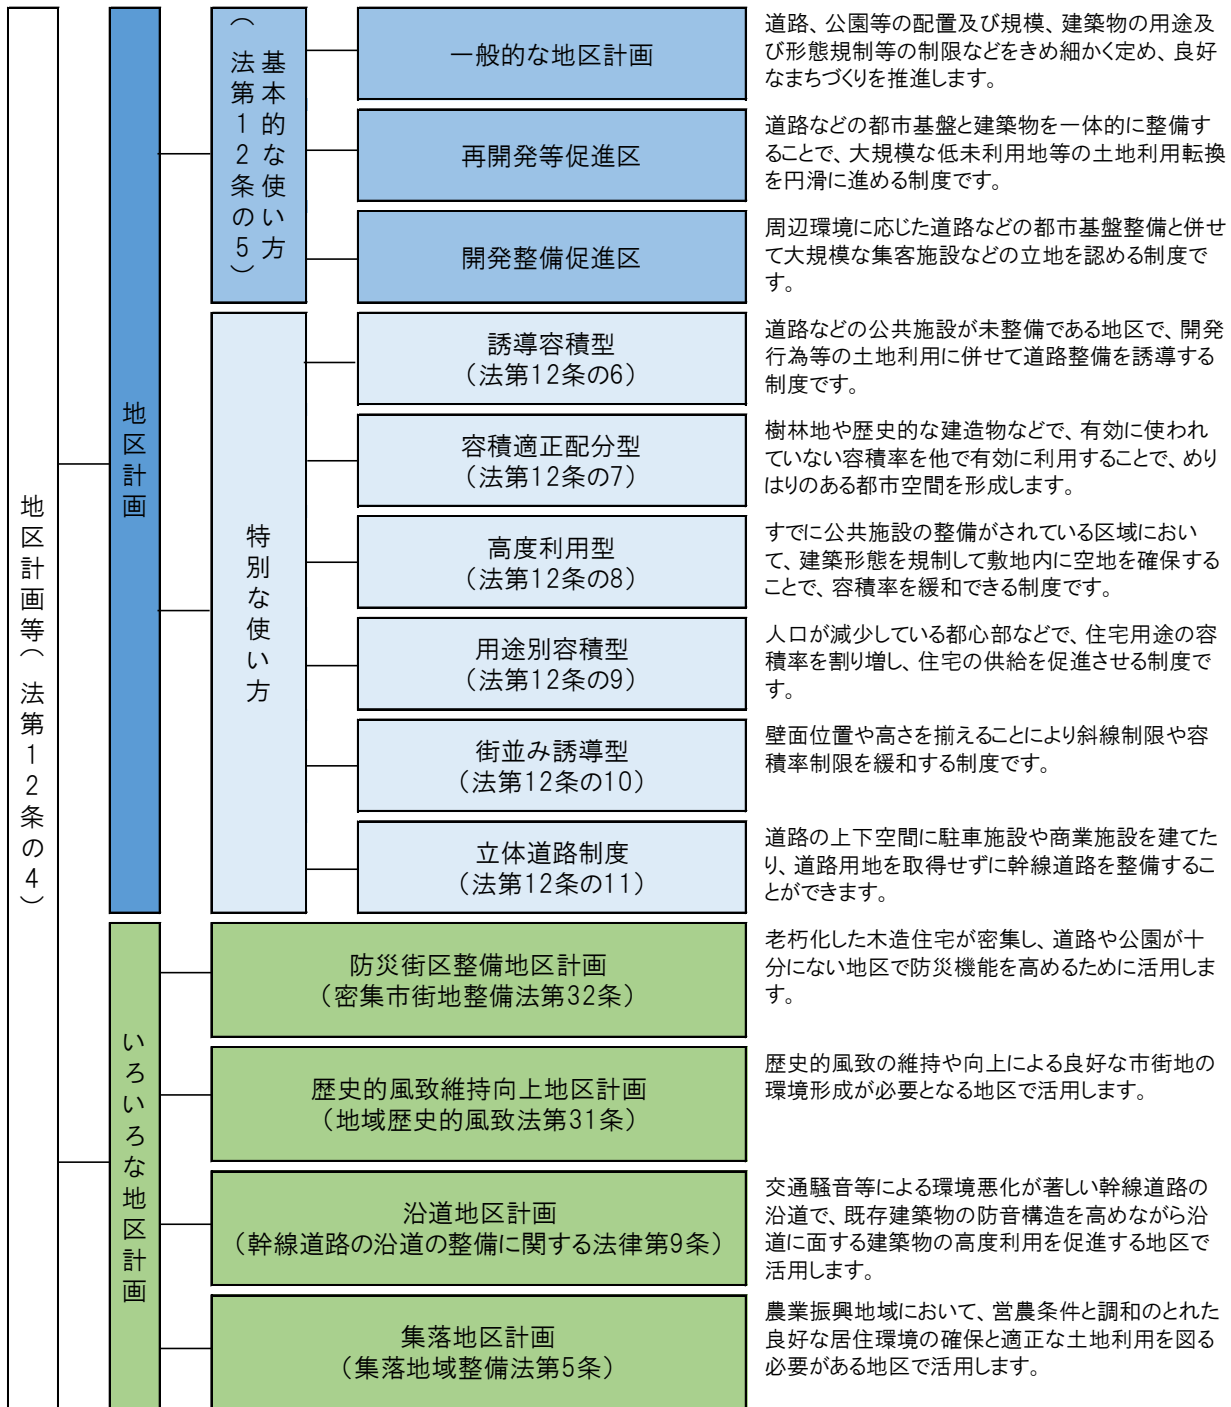 地区計画等（法第12条の4）
地区計画
基本的な使い方
（法第12条の5）
一般的な地区計画
道路、公園等の配置及び規模、建築物の用途及
び形態規制等の制限などをきめ細かく定め、良好
なまちづくりを推進します。
再開発等促進区
道路などの都市基盤と建築物を一体的に整備す
ることで、大規模な低未利用地等の土地利用転換
を円滑に進める制度です。
開発整備促進区
周辺環境に応じた道路などの都市基盤整備と併せ
て大規模な集客施設などの立地を認める制度で
す。
特別な使い方
誘導容積型
（法第12条の6）
道路などの公共施設が未整備である地区で、開発
行為等の土地利用に併せて道路整備を誘導する
制度です。
容積適正配分型
（法第12条の7）
樹林地や歴史的な建造物などで、有効に使われ
ていない容積率を他で有効に利用することで、めり
はりのある都市空間を形成します。
高度利用型
（法第12条の8）
すでに公共施設の整備がされている区域におい
て、建築形態を規制して敷地内に空地を確保する
ことで、容積率を緩和できる制度です。
用途別容積型
（法第12条の9）
人口が減少している都心部などで、住宅用途の容
積率を割り増し、住宅の供給を促進させる制度で
す。
街並み誘導型
（法第12条の10）
壁面位置や高さを揃えることにより斜線制限や容
積率制限を緩和する制度です。
立体道路制度
（法第12条の11）
道路の上下空間に駐車施設や商業施設を建てた
り、道路用地を取得せずに幹線道路を整備するこ
とができます。
いろいろな地区計画
防災街区整備地区計画
（密集市街地整備法第32条）
老朽化した木造住宅が密集し、道路や公園が十
分にない地区で防災機能を高めるために活用しま
す。
歴史的風致維持向上地区計画
（地域歴史的風致法第31条）
歴史的風致の維持や向上による良好な市街地の
環境形成が必要となる地区で活用します。
沿道地区計画
（幹線道路の沿道の整備に関する法律第9条）
交通騒音等による環境悪化が著しい幹線道路の
沿道で、既存建築物の防音構造を高めながら沿
道に面する建築物の高度利用を促進する地区で
活用します。
集落地区計画
（集落地域整備法第5条）
農業振興地域において、営農条件と調和のとれた
良好な居住環境の確保と適正な土地利用を図る
必要がある地区で活用します。